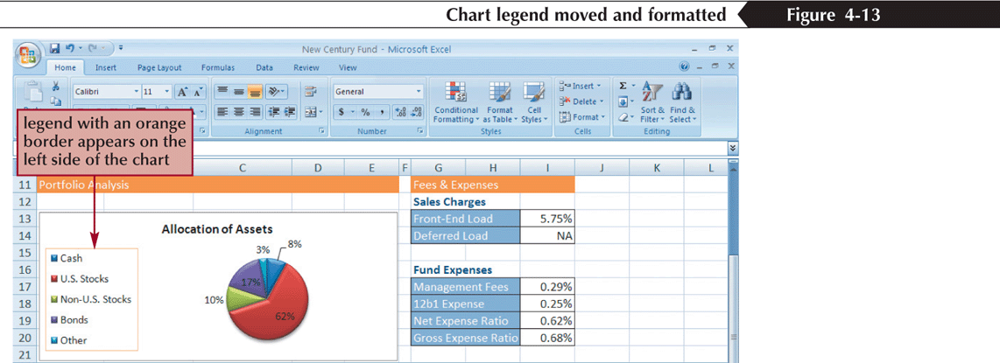 Chart legend moved and formatted
Figure 4-13
New Century Fund - Microsoft Excel
Home Insert Page Layout Formulas Data Review View
Calibri 11 A A General Insert Σ
$ % , .00 Conditional Format Cell Delete Sort & Find &
Formatting as Table Styles Format Filter Select
Alignment Number Styles Cells Editing
legend with an orange
border appears on the
left side of the chart
C D E F G H I J K L
11 Portfolio Analysis Fees & Expenses
12 Sales Charges
13 Front-End Load 5.75%
14 Deferred Load NA
15
16 Fund Expenses
17 Management Fees 0.29%
18 12b1 Expense 0.25%
19 Net Expense Ratio 0.62%
20 Gross Expense Ratio 0.68%
21
Allocation of Assets
Cash
U.S. Stocks
Non-U.S. Stocks
Bonds
Other
3% 8%
17%
10%
62%